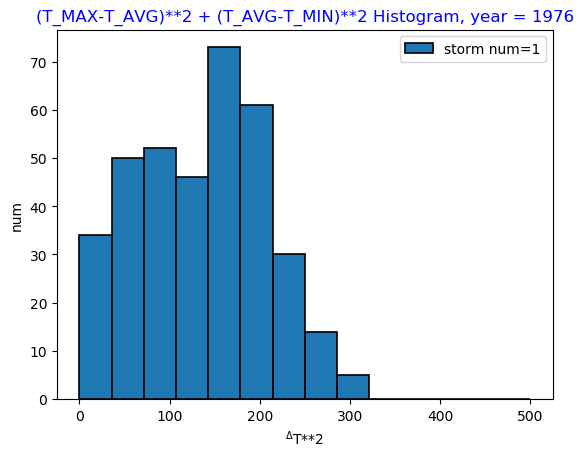 (T_MAX-T_AVG)**2 + (T_AVG-T_MIN)**2 Histogram, year = 1976
storm num=1
70
60
50
40
30
20
10
0
num
0 100 200 300 400 500
ΔT**2